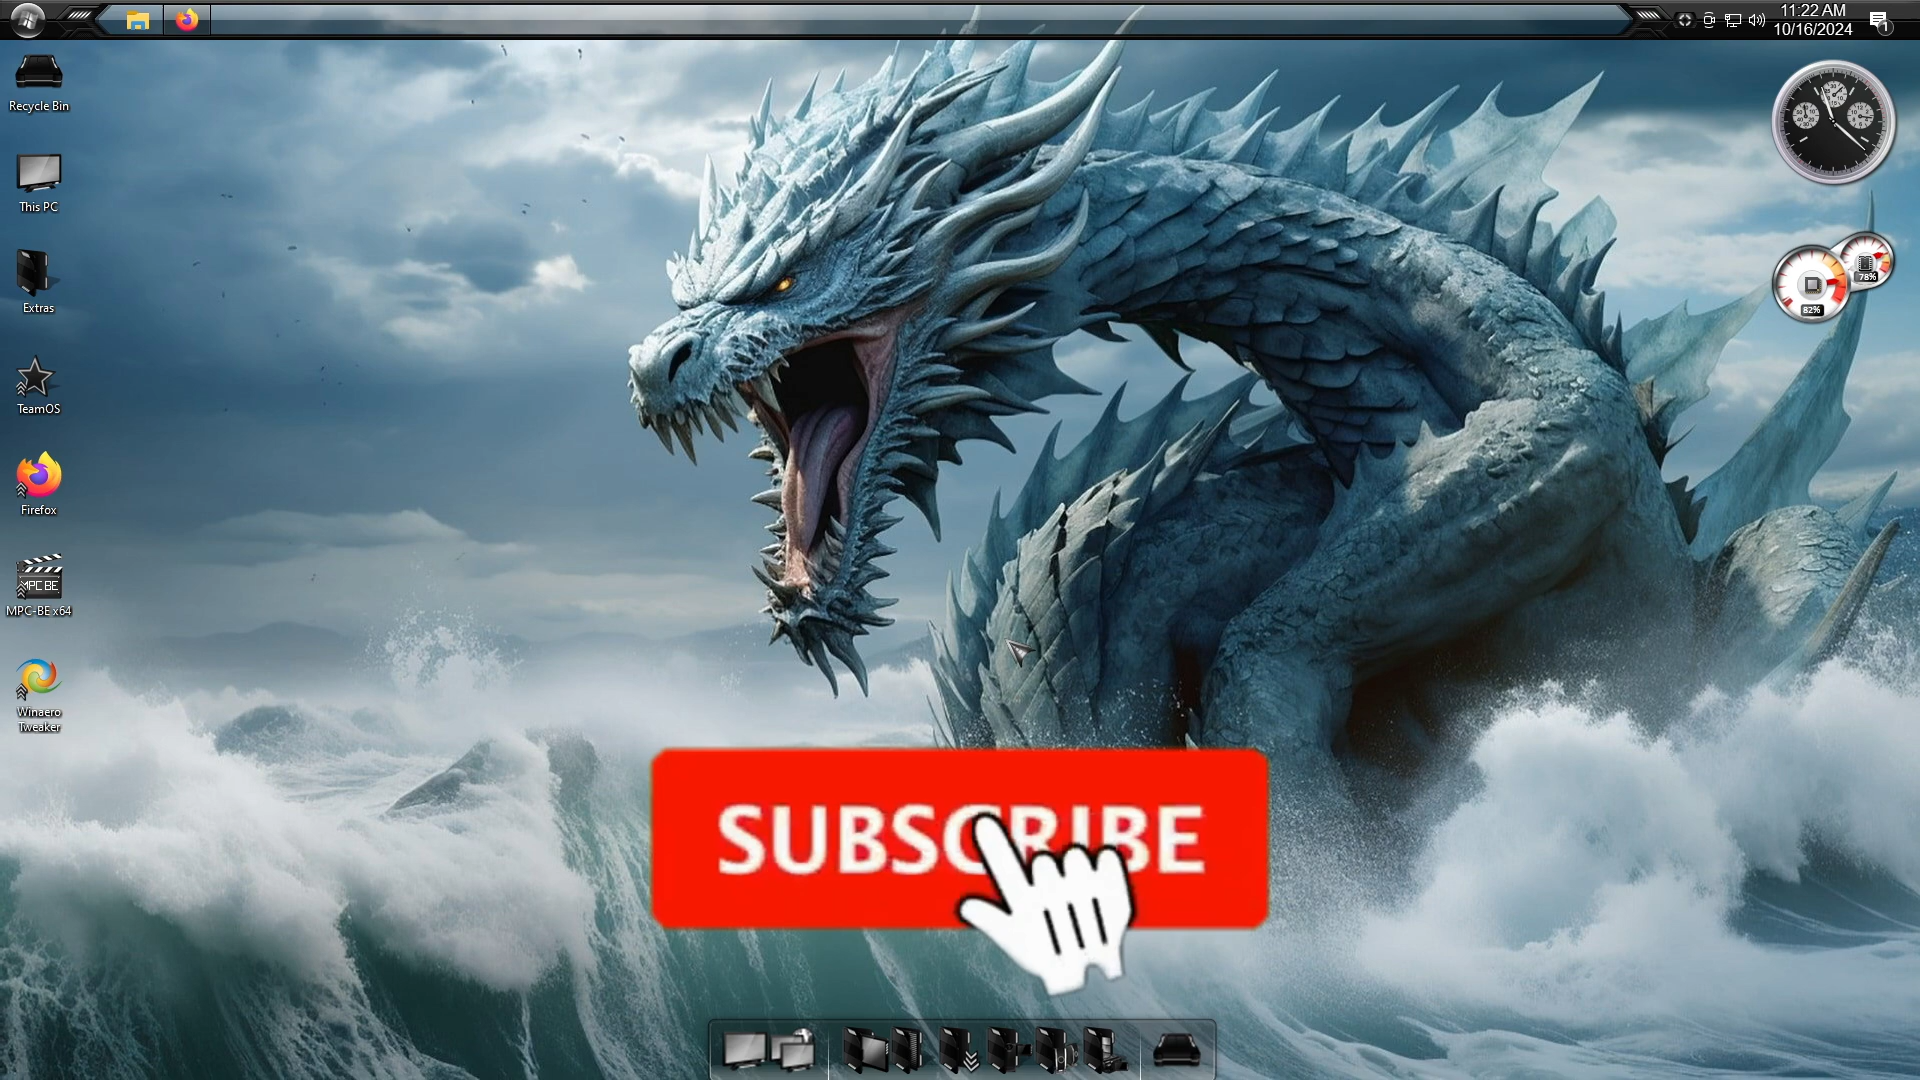 11:22 AM
10/16/2024
1
Recycle Bin
This PC
Extras
TeamOS
Firefox
MPC BE
MPC-BE x64
Winaero
Tweaker
78%
82%
SUBSCRIBE